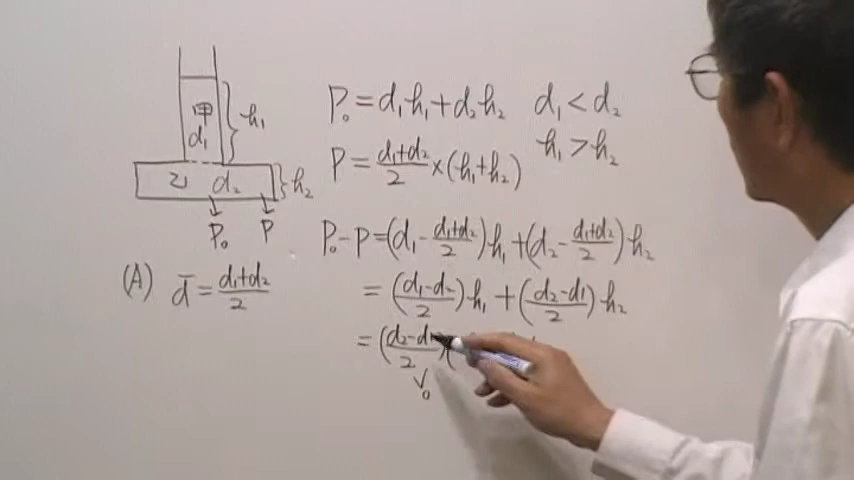 甲
d₁
h₁
乙 d₂
h₂
P₀ P
(A) d̄ = (d₁+d₂)/2
P₀ = d₁h₁ + d₂h₂ d₁ < d₂
P = (d₁+d₂)/2 × (h₁+h₂) h₁ > h₂
P₀ - P = (d₁ - (d₁+d₂)/2)h₁ + (d₂ - (d₁+d₂)/2)h₂
= ((d₁-d₂)/2)h₁ + ((d₂-d₁)/2)h₂
= ((d₂-d₁)/2)(
∨
0